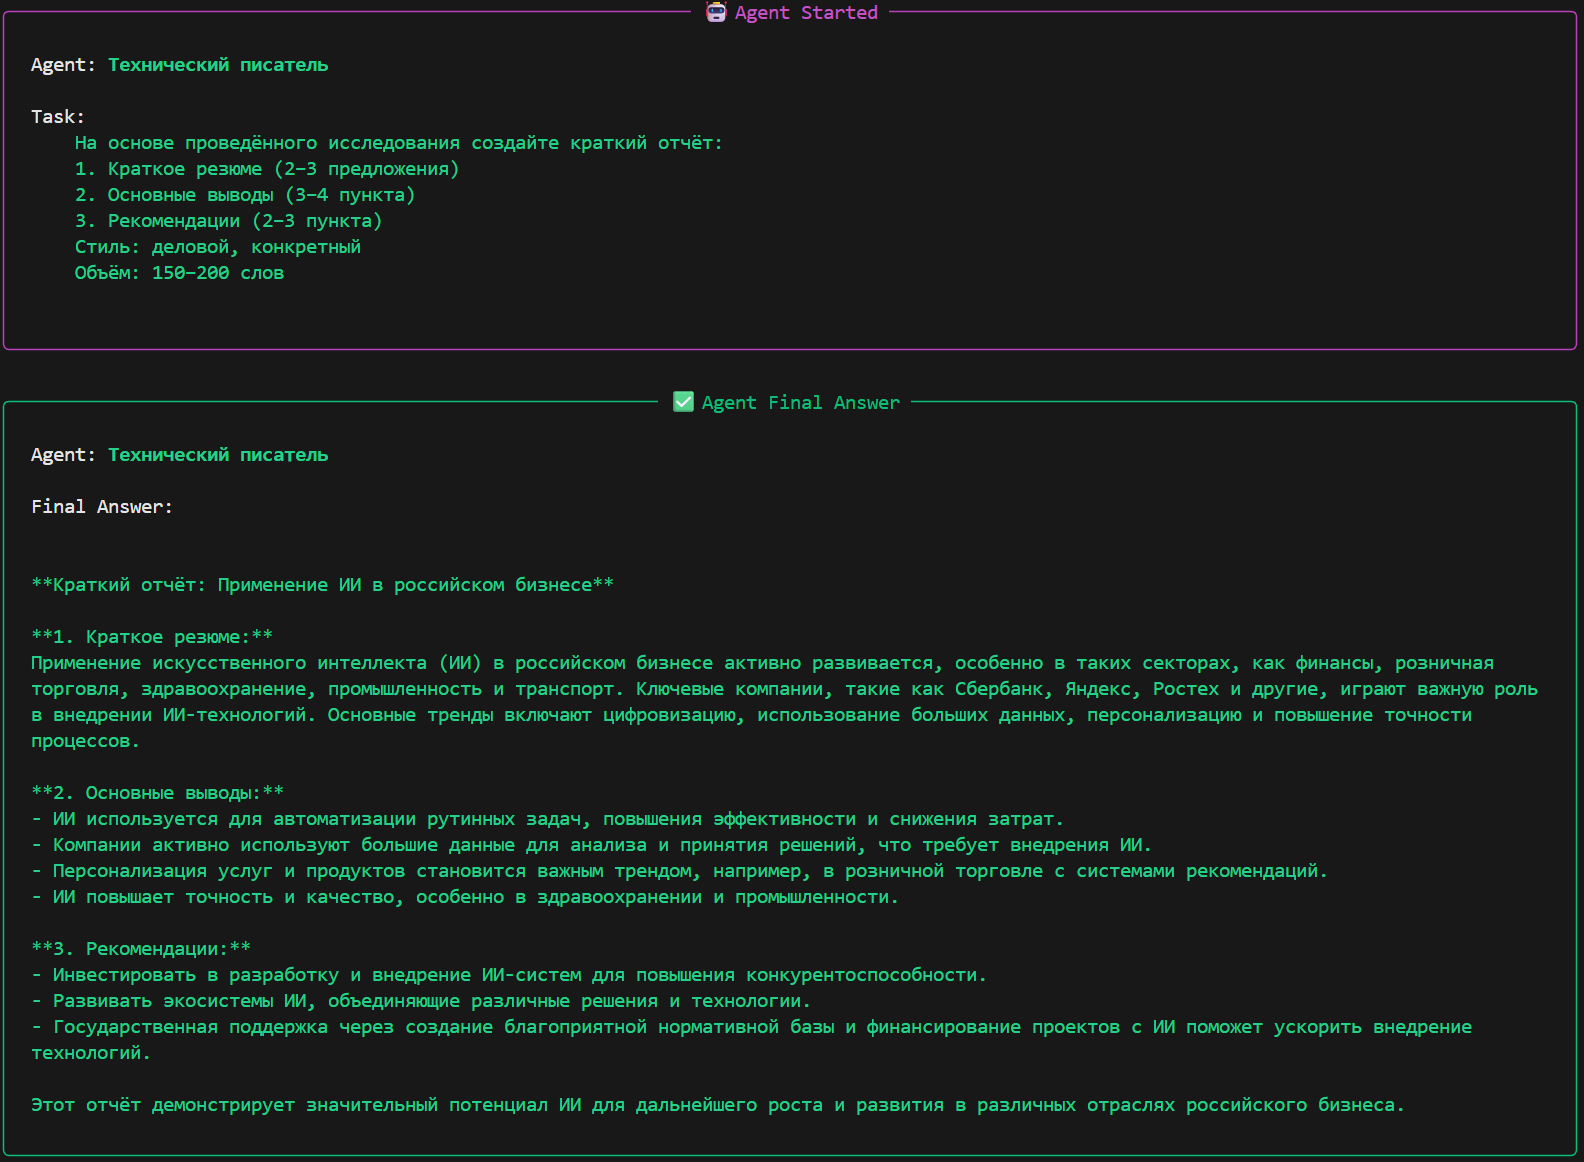 Agent Started
Agent: Технический писатель
Task:
На основе проведённого исследования создайте краткий отчёт:
1. Краткое резюме (2–3 предложения)
2. Основные выводы (3–4 пункта)
3. Рекомендации (2–3 пункта)
Стиль: деловой, конкретный
Объём: 150–200 слов
Agent Final Answer
Agent: Технический писатель
Final Answer:
**Краткий отчёт: Применение ИИ в российском бизнесе**
**1. Краткое резюме:**
Применение искусственного интеллекта (ИИ) в российском бизнесе активно развивается, особенно в таких секторах, как финансы, розничная
торговля, здравоохранение, промышленность и транспорт. Ключевые компании, такие как Сбербанк, Яндекс, Ростех и другие, играют важную роль
в внедрении ИИ-технологий. Основные тренды включают цифровизацию, использование больших данных, персонализацию и повышение точности
процессов.
**2. Основные выводы:**
- ИИ используется для автоматизации рутинных задач, повышения эффективности и снижения затрат.
- Компании активно используют большие данные для анализа и принятия решений, что требует внедрения ИИ.
- Персонализация услуг и продуктов становится важным трендом, например, в розничной торговле с системами рекомендаций.
- ИИ повышает точность и качество, особенно в здравоохранении и промышленности.
**3. Рекомендации:**
- Инвестировать в разработку и внедрение ИИ-систем для повышения конкурентоспособности.
- Развивать экосистемы ИИ, объединяющие различные решения и технологии.
- Государственная поддержка через создание благоприятной нормативной базы и финансирование проектов с ИИ поможет ускорить внедрение
технологий.
Этот отчёт демонстрирует значительный потенциал ИИ для дальнейшего роста и развития в различных отраслях российского бизнеса.